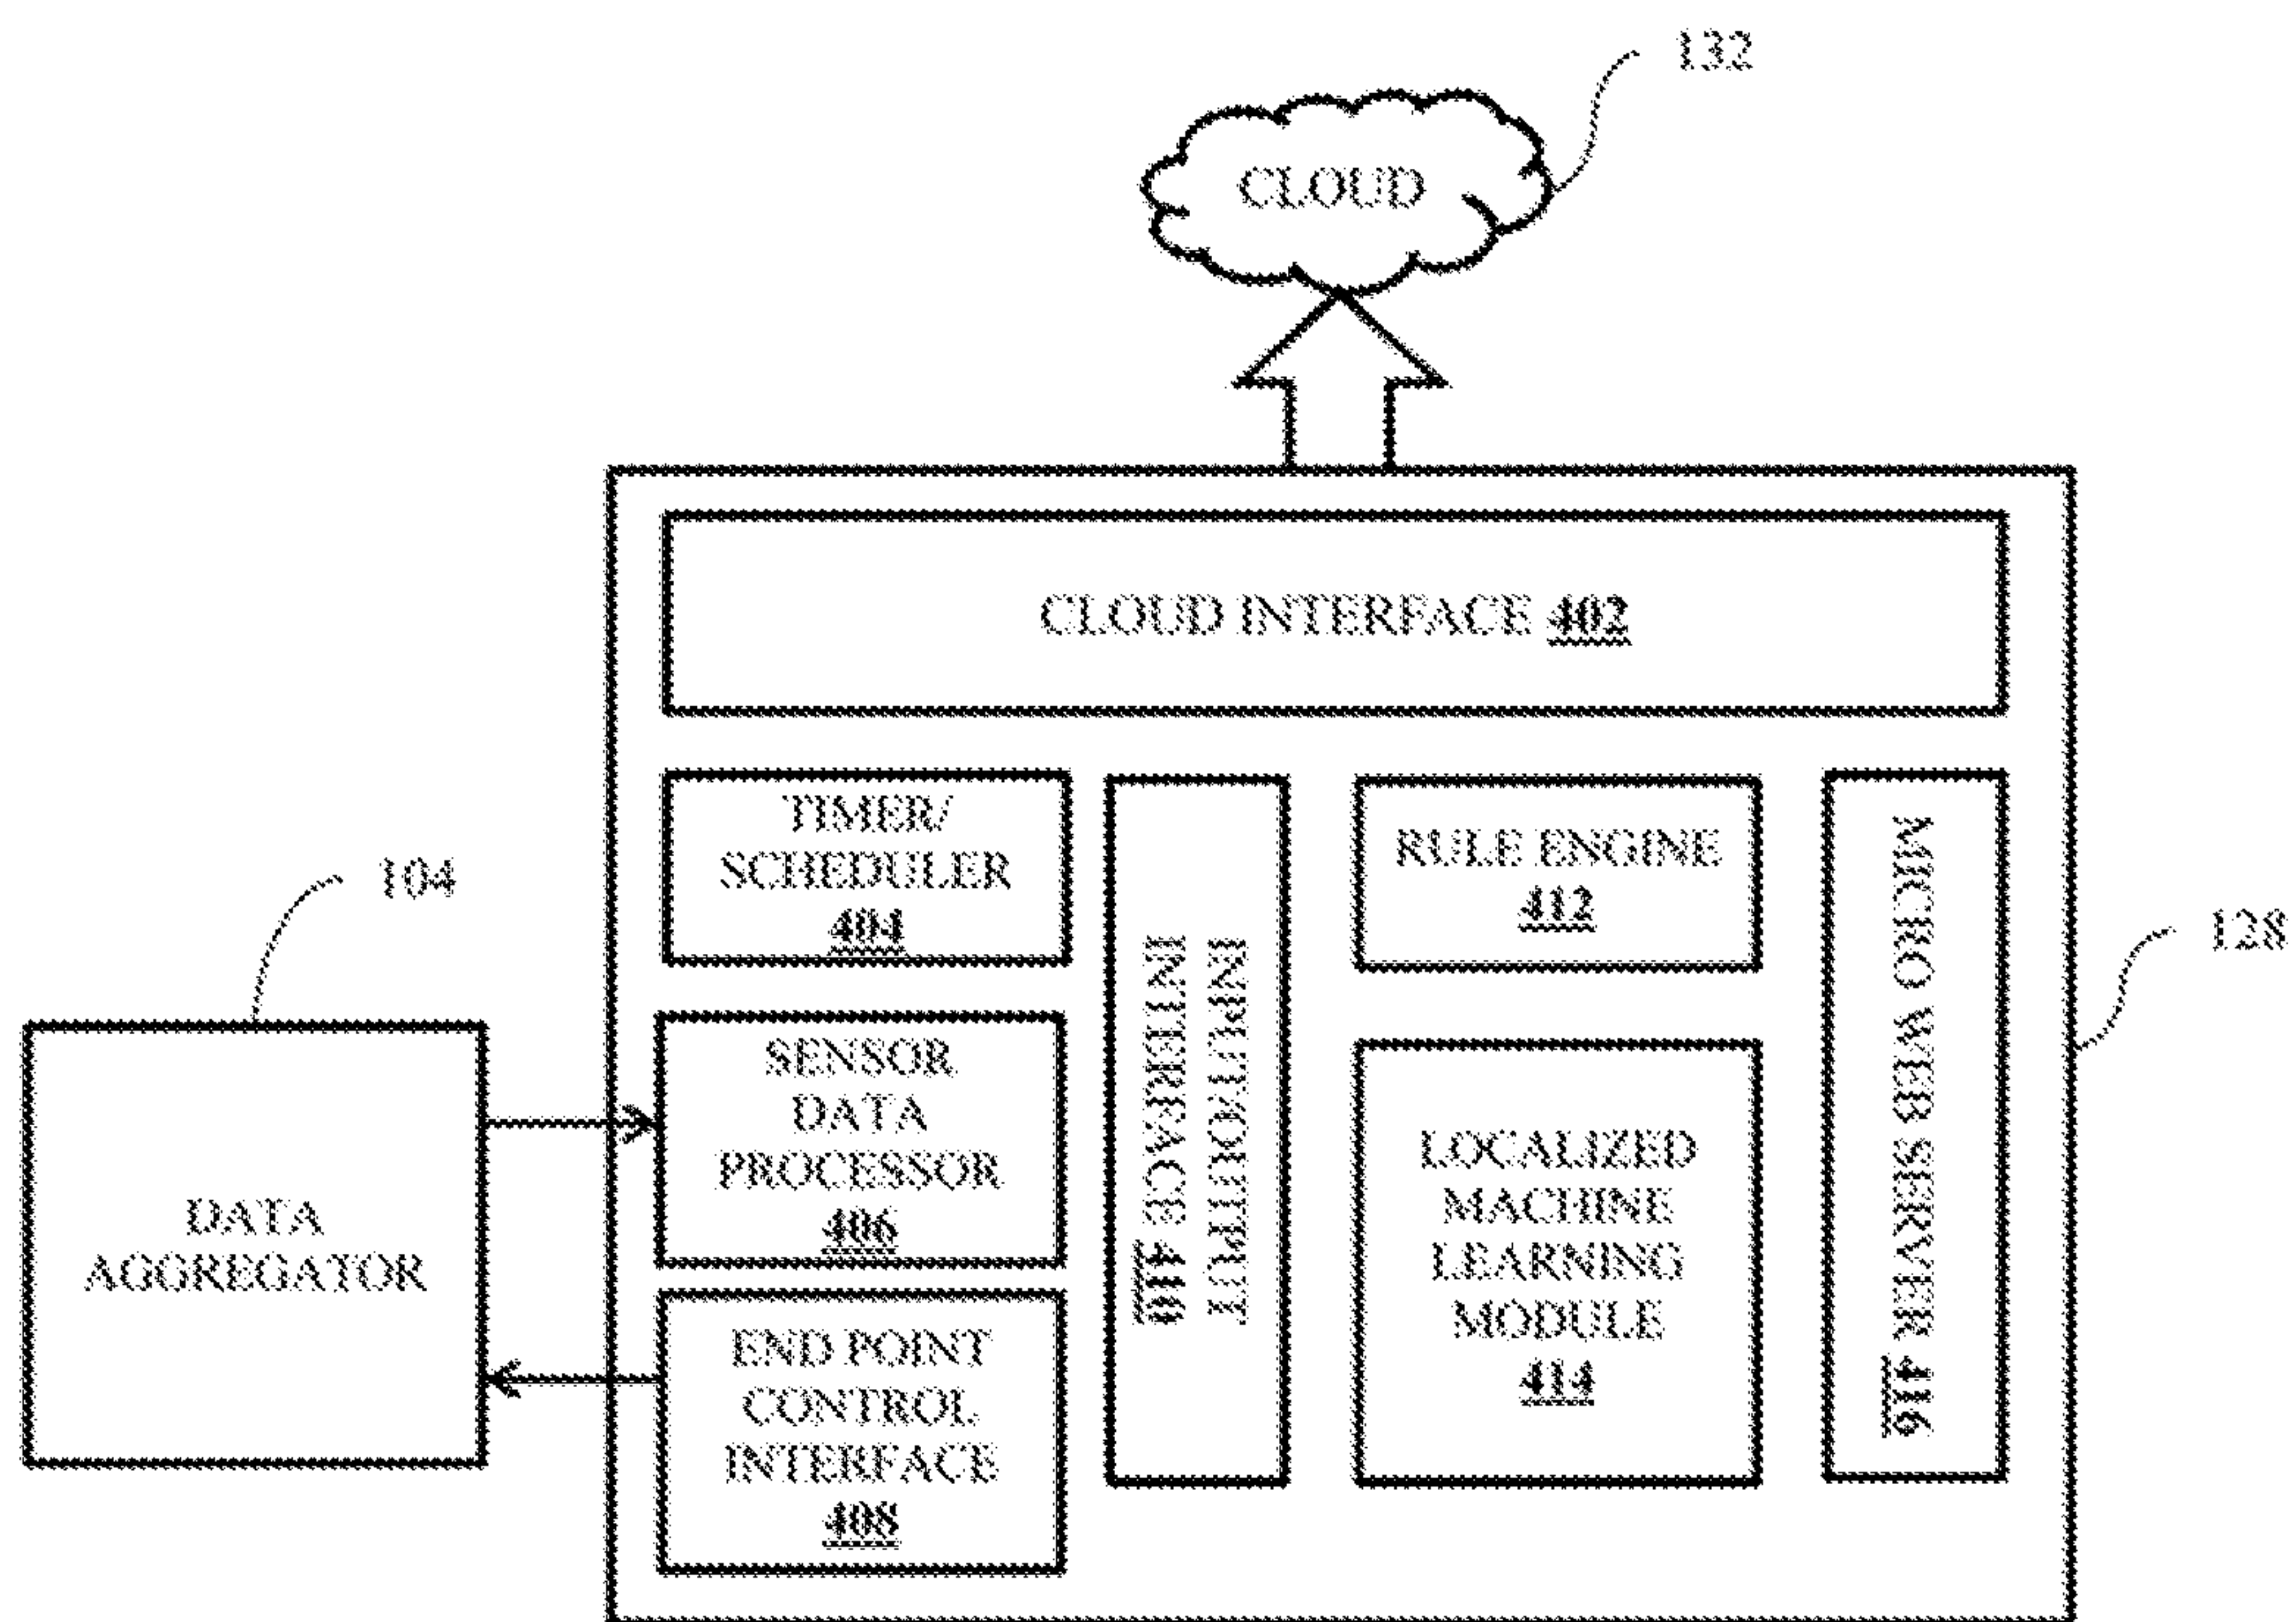 132
CLOUD
CLOUD INTERFACE 402
TIMER/
SCHEDULER
404
RULE ENGINE
412
104
128
SENSOR
DATA
PROCESSOR
406
INPUT/OUTPUT
INTERFACE 410
LOCALIZED
MACHINE
LEARNING
MODULE
414
MICRO WEB SERVER 416
DATA
AGGREGATOR
END POINT
CONTROL
INTERFACE
408